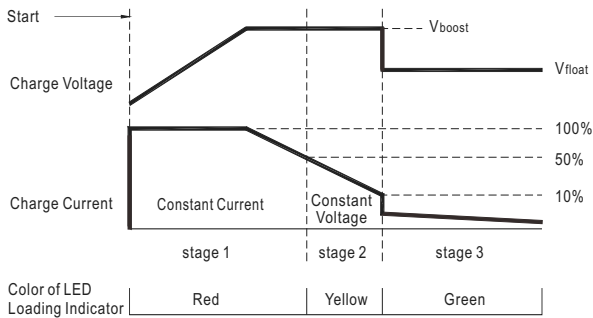 Start
Vboost
Charge Voltage
Vfloat
100%
50%
10%
Charge Current
Constant Current
Constant
Voltage
stage 1
stage 2
stage 3
Color of LED
Loading Indicator
Red
Yellow
Green